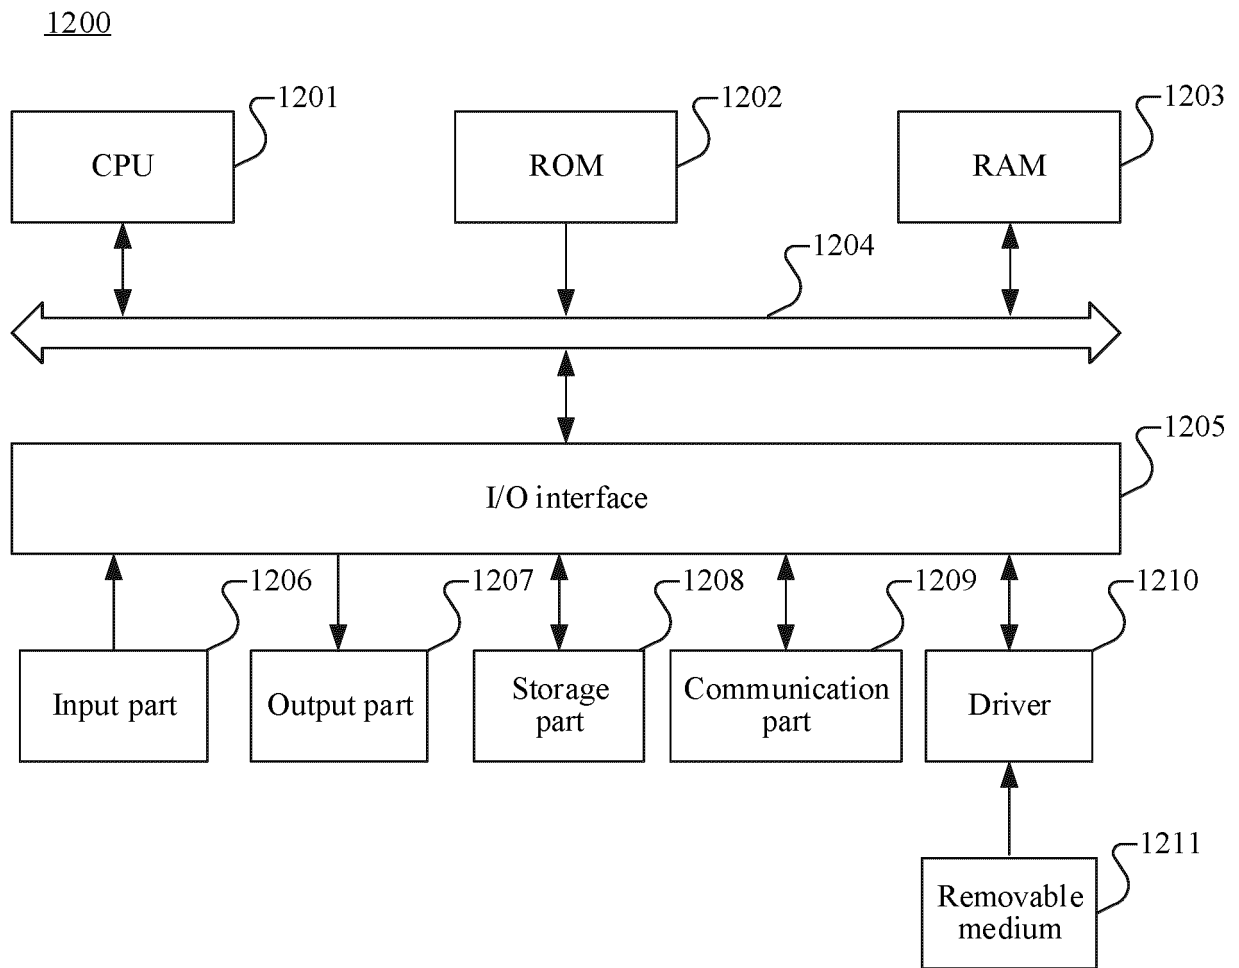 1200
1201
1202
1203
CPU
ROM
RAM
1204
1205
I/O interface
1206
1207
1208
1209
1210
Input part
Output part
Storage
part
Communication
part
Driver
1211
Removable
medium